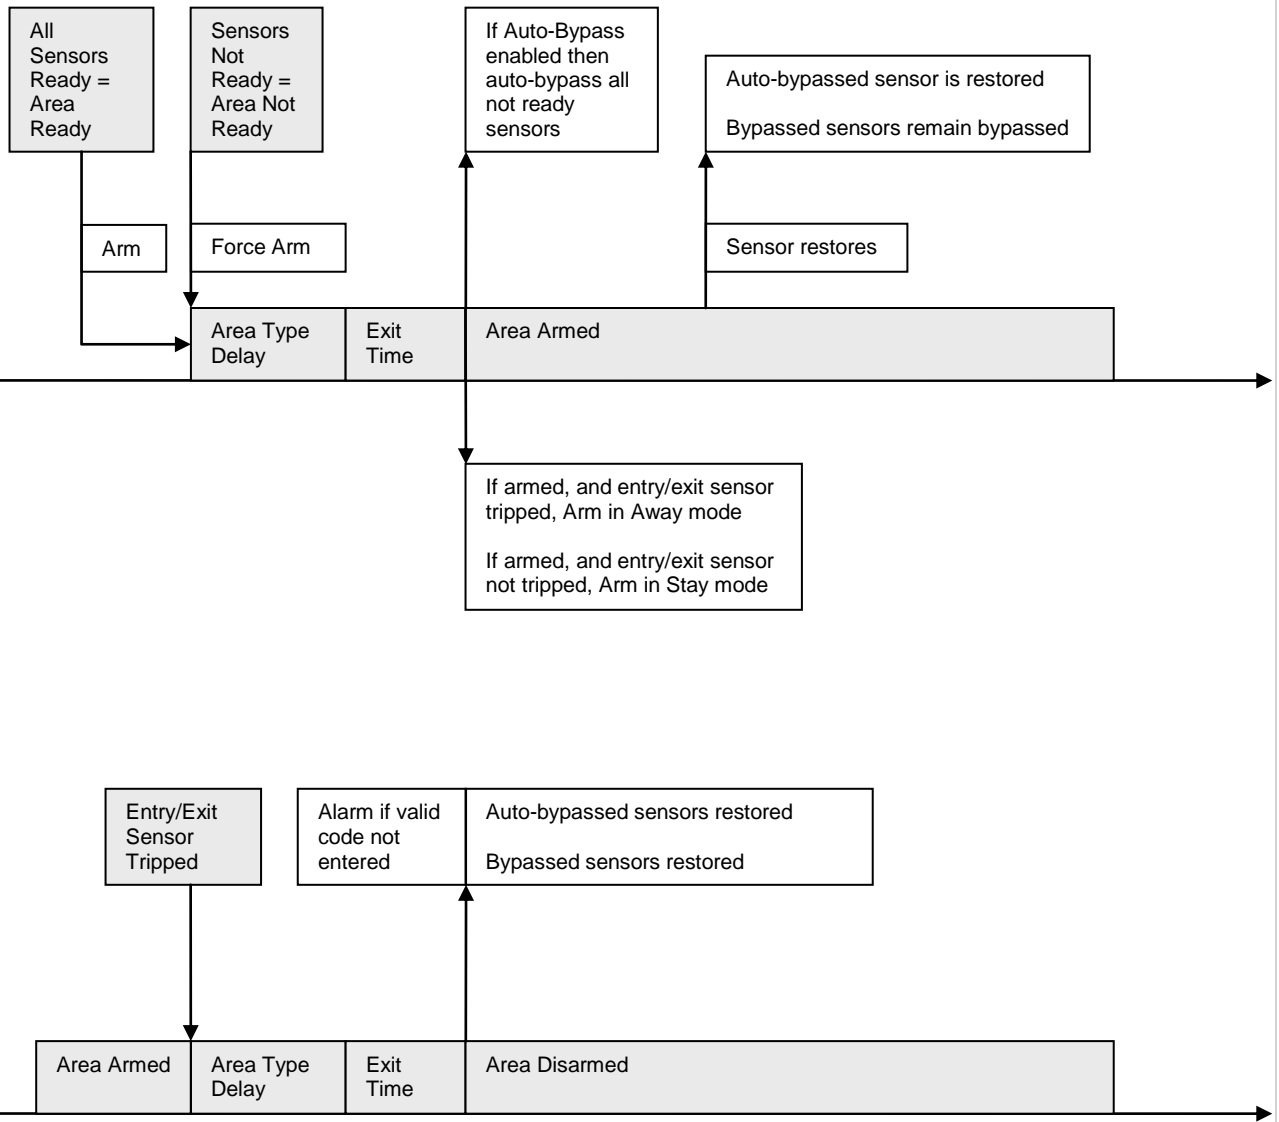 All
Sensors
Ready =
Area
Ready
Sensors
Not
Ready =
Area Not
Ready
If Auto-Bypass
enabled then
auto-bypass all
not ready
sensors
Auto-bypassed sensor is restored
Bypassed sensors remain bypassed
Arm
Force Arm
Sensor restores
Area Type
Delay
Exit
Time
Area Armed
If armed, and entry/exit sensor
tripped, Arm in Away mode
If armed, and entry/exit sensor
not tripped, Arm in Stay mode
Entry/Exit
Sensor
Tripped
Alarm if valid
code not
entered
Auto-bypassed sensors restored
Bypassed sensors restored
Area Armed
Area Type
Delay
Exit
Time
Area Disarmed